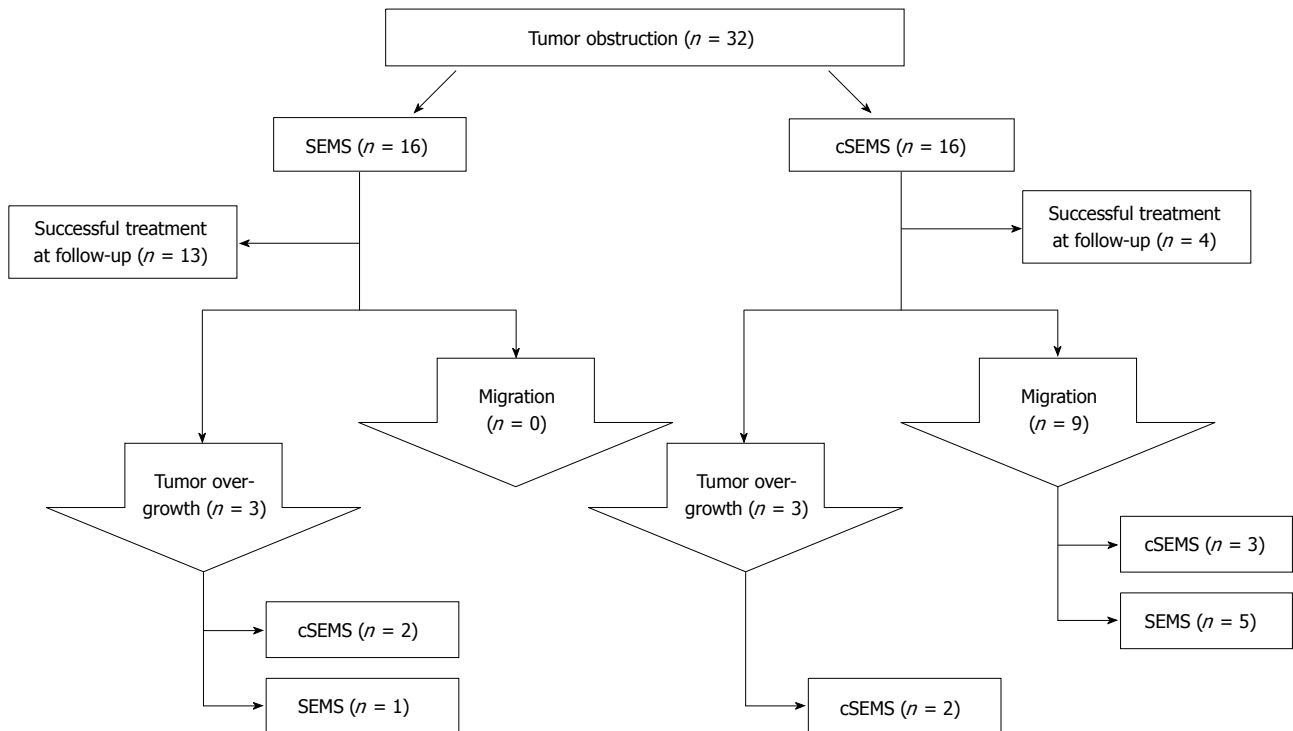 Tumor obstruction (n = 32)
SEMS (n = 16)
cSEMS (n = 16)
Successful treatment
at follow-up (n = 13)
Successful treatment
at follow-up (n = 4)
Migration
(n = 0)
Migration
(n = 9)
Tumor over-
growth (n = 3)
Tumor over-
growth (n = 3)
cSEMS (n = 3)
SEMS (n = 5)
cSEMS (n = 2)
SEMS (n = 1)
cSEMS (n = 2)